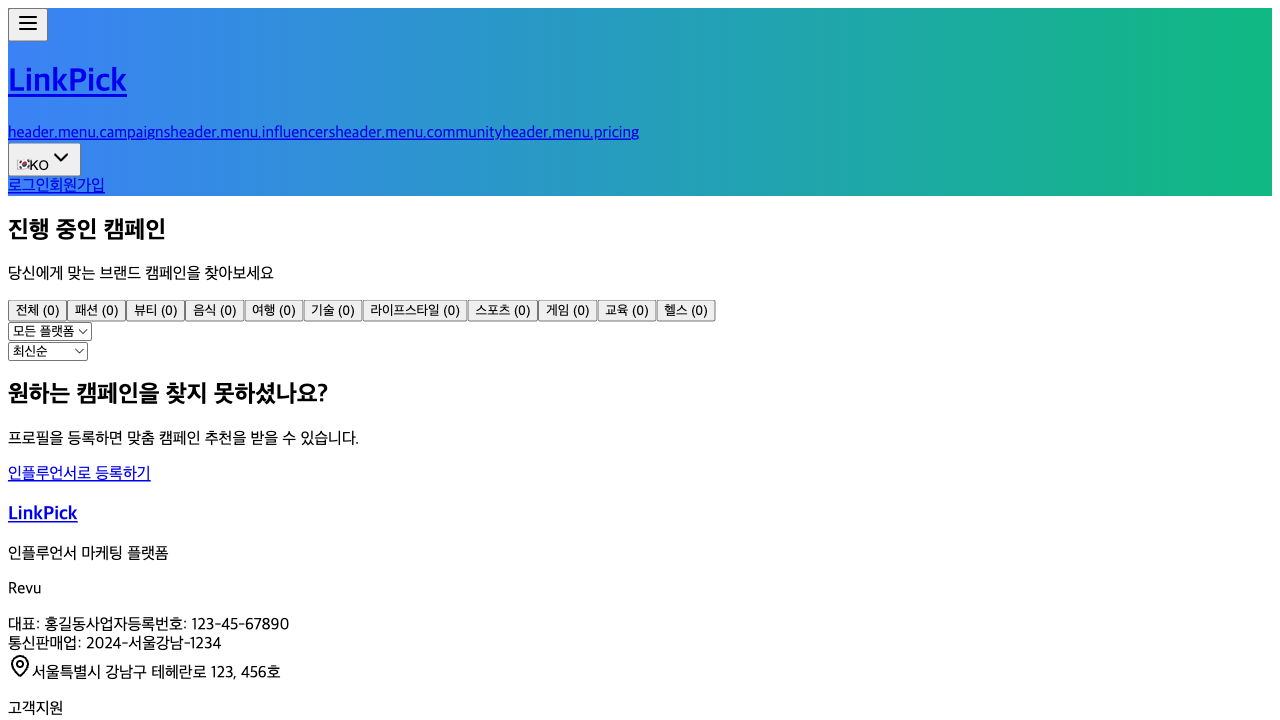 LinkPick
header.menu.campaignsheader.menu.influencersheader.menu.communityheader.menu.pricing
🇰🇷KO
로그인회원가입
진행 중인 캠페인
당신에게 맞는 브랜드 캠페인을 찾아보세요
전체 (0) 패션 (0) 뷰티 (0) 음식 (0) 여행 (0) 기술 (0) 라이프스타일 (0) 스포츠 (0) 게임 (0) 교육 (0) 헬스 (0)
모든 플랫폼
최신순
원하는 캠페인을 찾지 못하셨나요?
프로필을 등록하면 맞춤 캠페인 추천을 받을 수 있습니다.
인플루언서로 등록하기
LinkPick
인플루언서 마케팅 플랫폼
Revu
대표: 홍길동사업자등록번호: 123-45-67890
통신판매업: 2024-서울강남-1234
서울특별시 강남구 테헤란로 123, 456호
고객지원